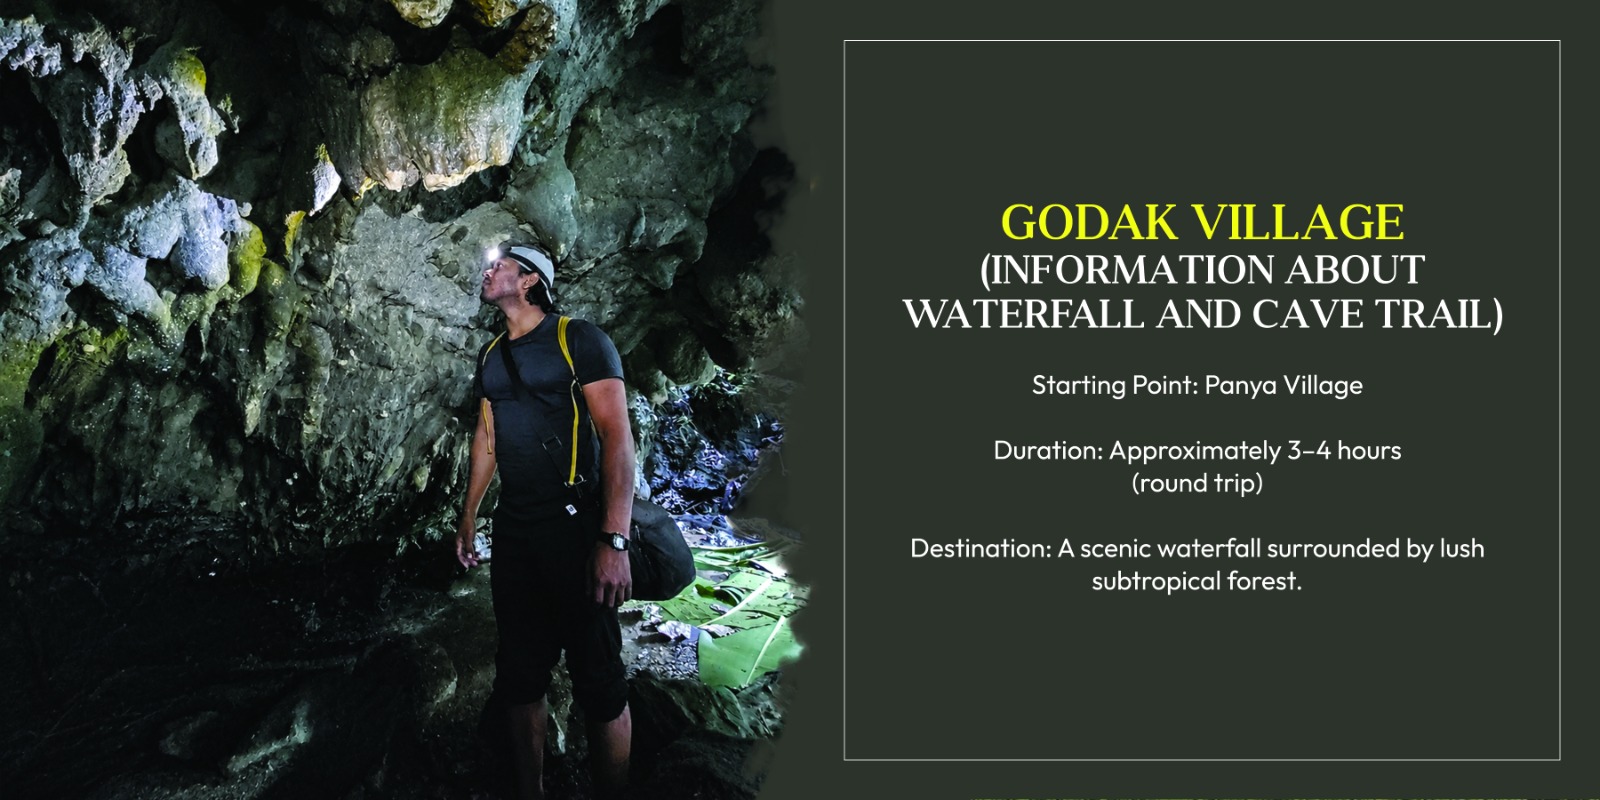 GODAK VILLAGE
(INFORMATION ABOUT
WATERFALL AND CAVE TRAIL)
Starting Point: Panya Village
Duration: Approximately 3–4 hours
(round trip)
Destination: A scenic waterfall surrounded by lush
subtropical forest.